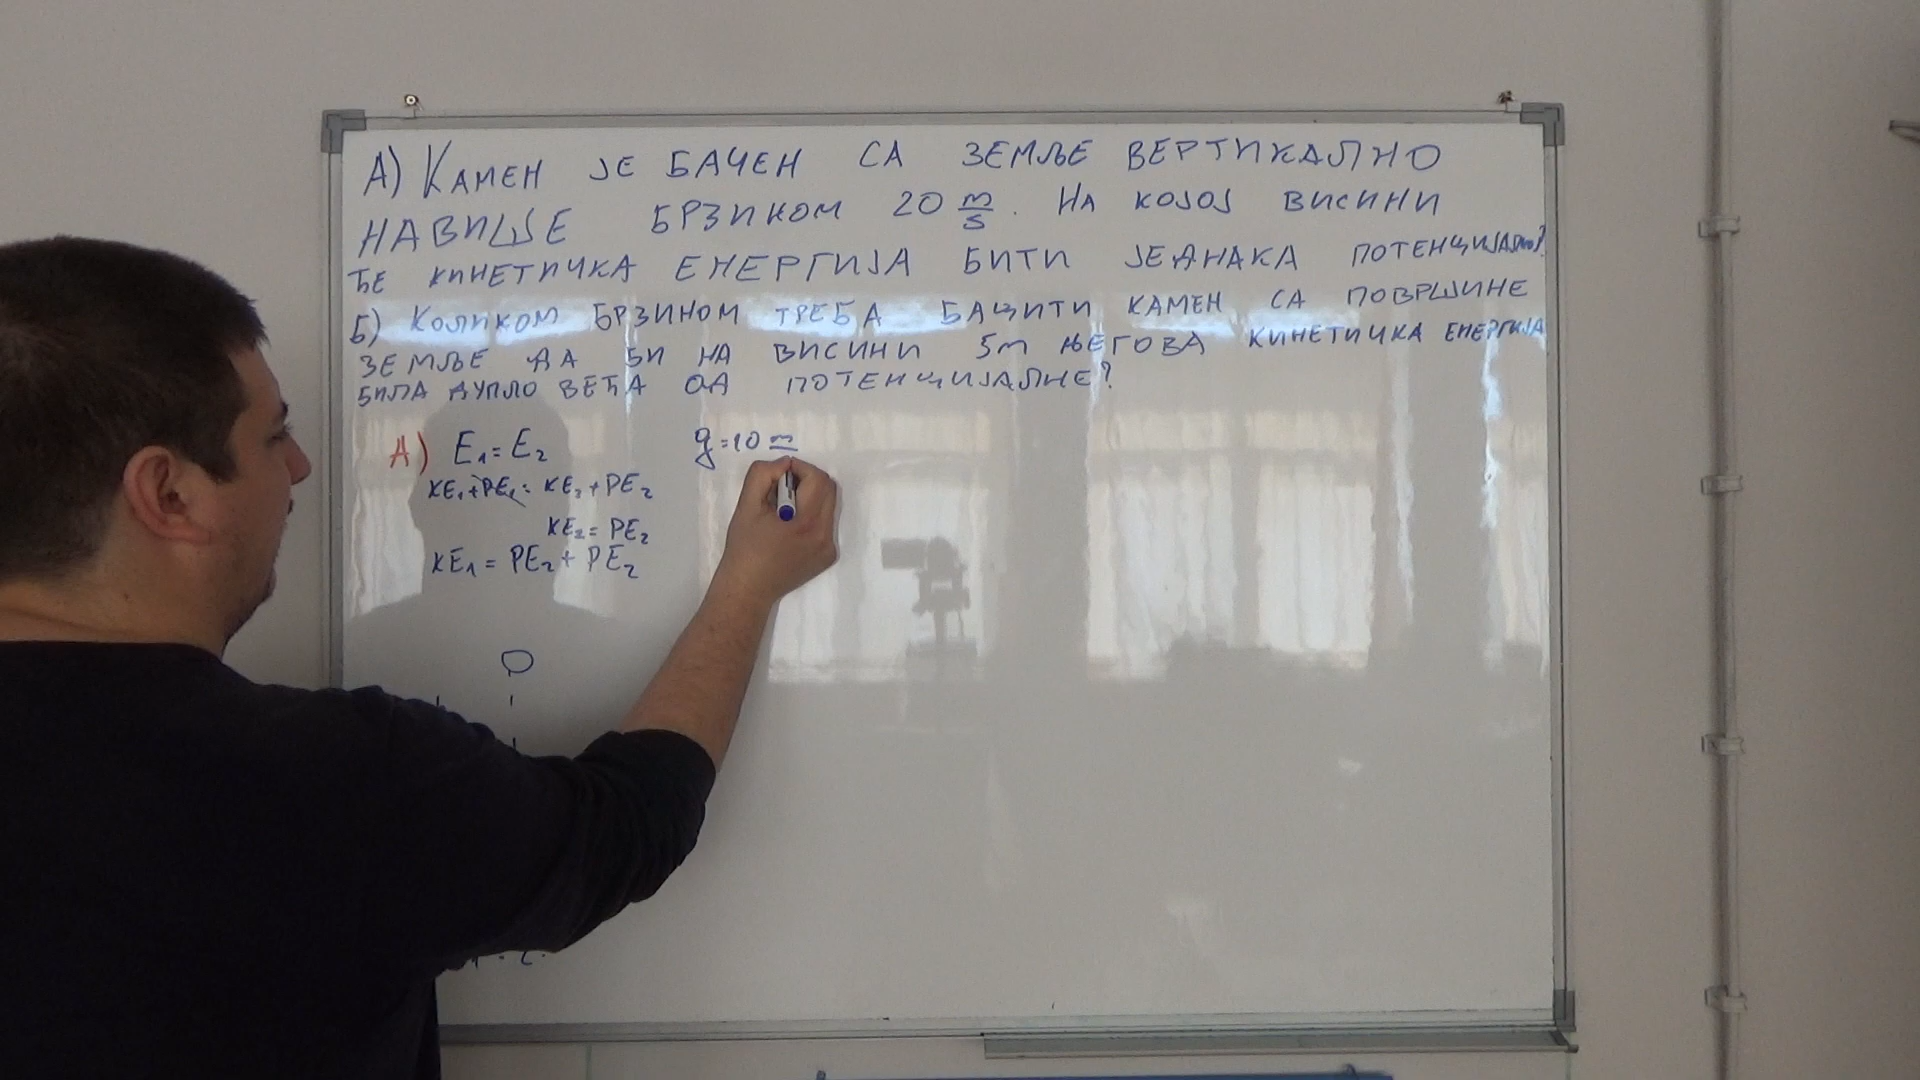 А) КАМЕН ЈЕ БАЧЕН СА ЗЕМЉЕ ВЕРТИКАЛНО
НАВИШЕ БРЗИНОМ 20 m/s. НА КОЈОЈ ВИСИНИ
ЋЕ КИНЕТИЧКА ЕНЕРГИЈА БИТИ ЈЕДНАКА ПОТЕНЦИЈАЛНОЈ?
Б) КОЛИКОМ БРЗИНОМ ТРЕБА БАЦИТИ КАМЕН СА ПОВРШИНЕ
ЗЕМЉЕ ДА БИ НА ВИСИНИ 5m ЊЕГОВА КИНЕТИЧКА ЕНЕРГИЈА
БИЛА ДУПЛО ВЕЋА ОД ПОТЕНЦИЈАЛНЕ?
А) E₁=E₂ g=10 m
KE₁+PE₁=KE₂+PE₂
KE₂=PE₂
KE₁=PE₂+PE₂